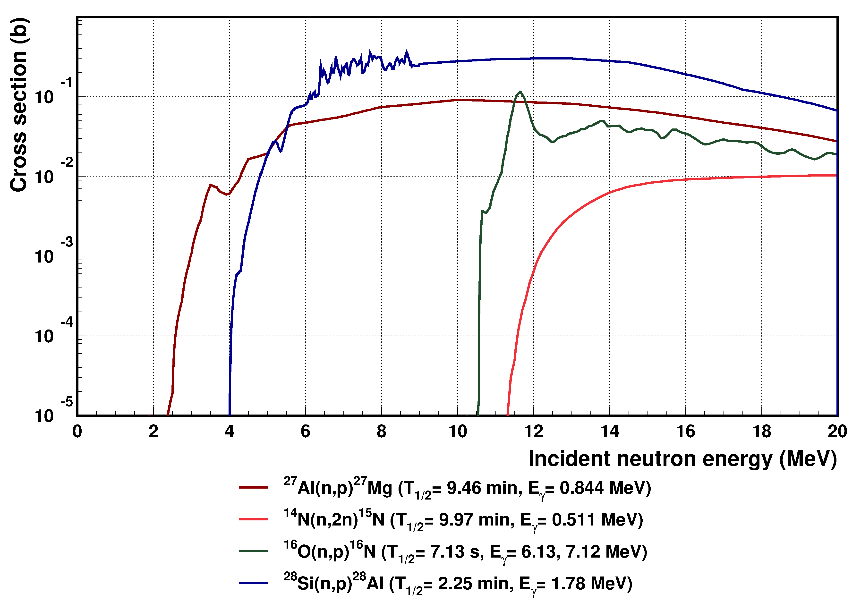 Cross section (b)
10⁻¹
10⁻²
10⁻³
10⁻⁴
10⁻⁵
0 2 4 6 8 10 12 14 16 18 20
Incident neutron energy (MeV)
²⁷Al(n,p)²⁷Mg (T₁/₂= 9.46 min, Eᵧ= 0.844 MeV)
¹⁴N(n,2n)¹⁵N (T₁/₂= 9.97 min, Eᵧ= 0.511 MeV)
¹⁶O(n,p)¹⁶N (T₁/₂= 7.13 s, Eᵧ= 6.13, 7.12 MeV)
²⁸Si(n,p)²⁸Al (T₁/₂= 2.25 min, Eᵧ= 1.78 MeV)